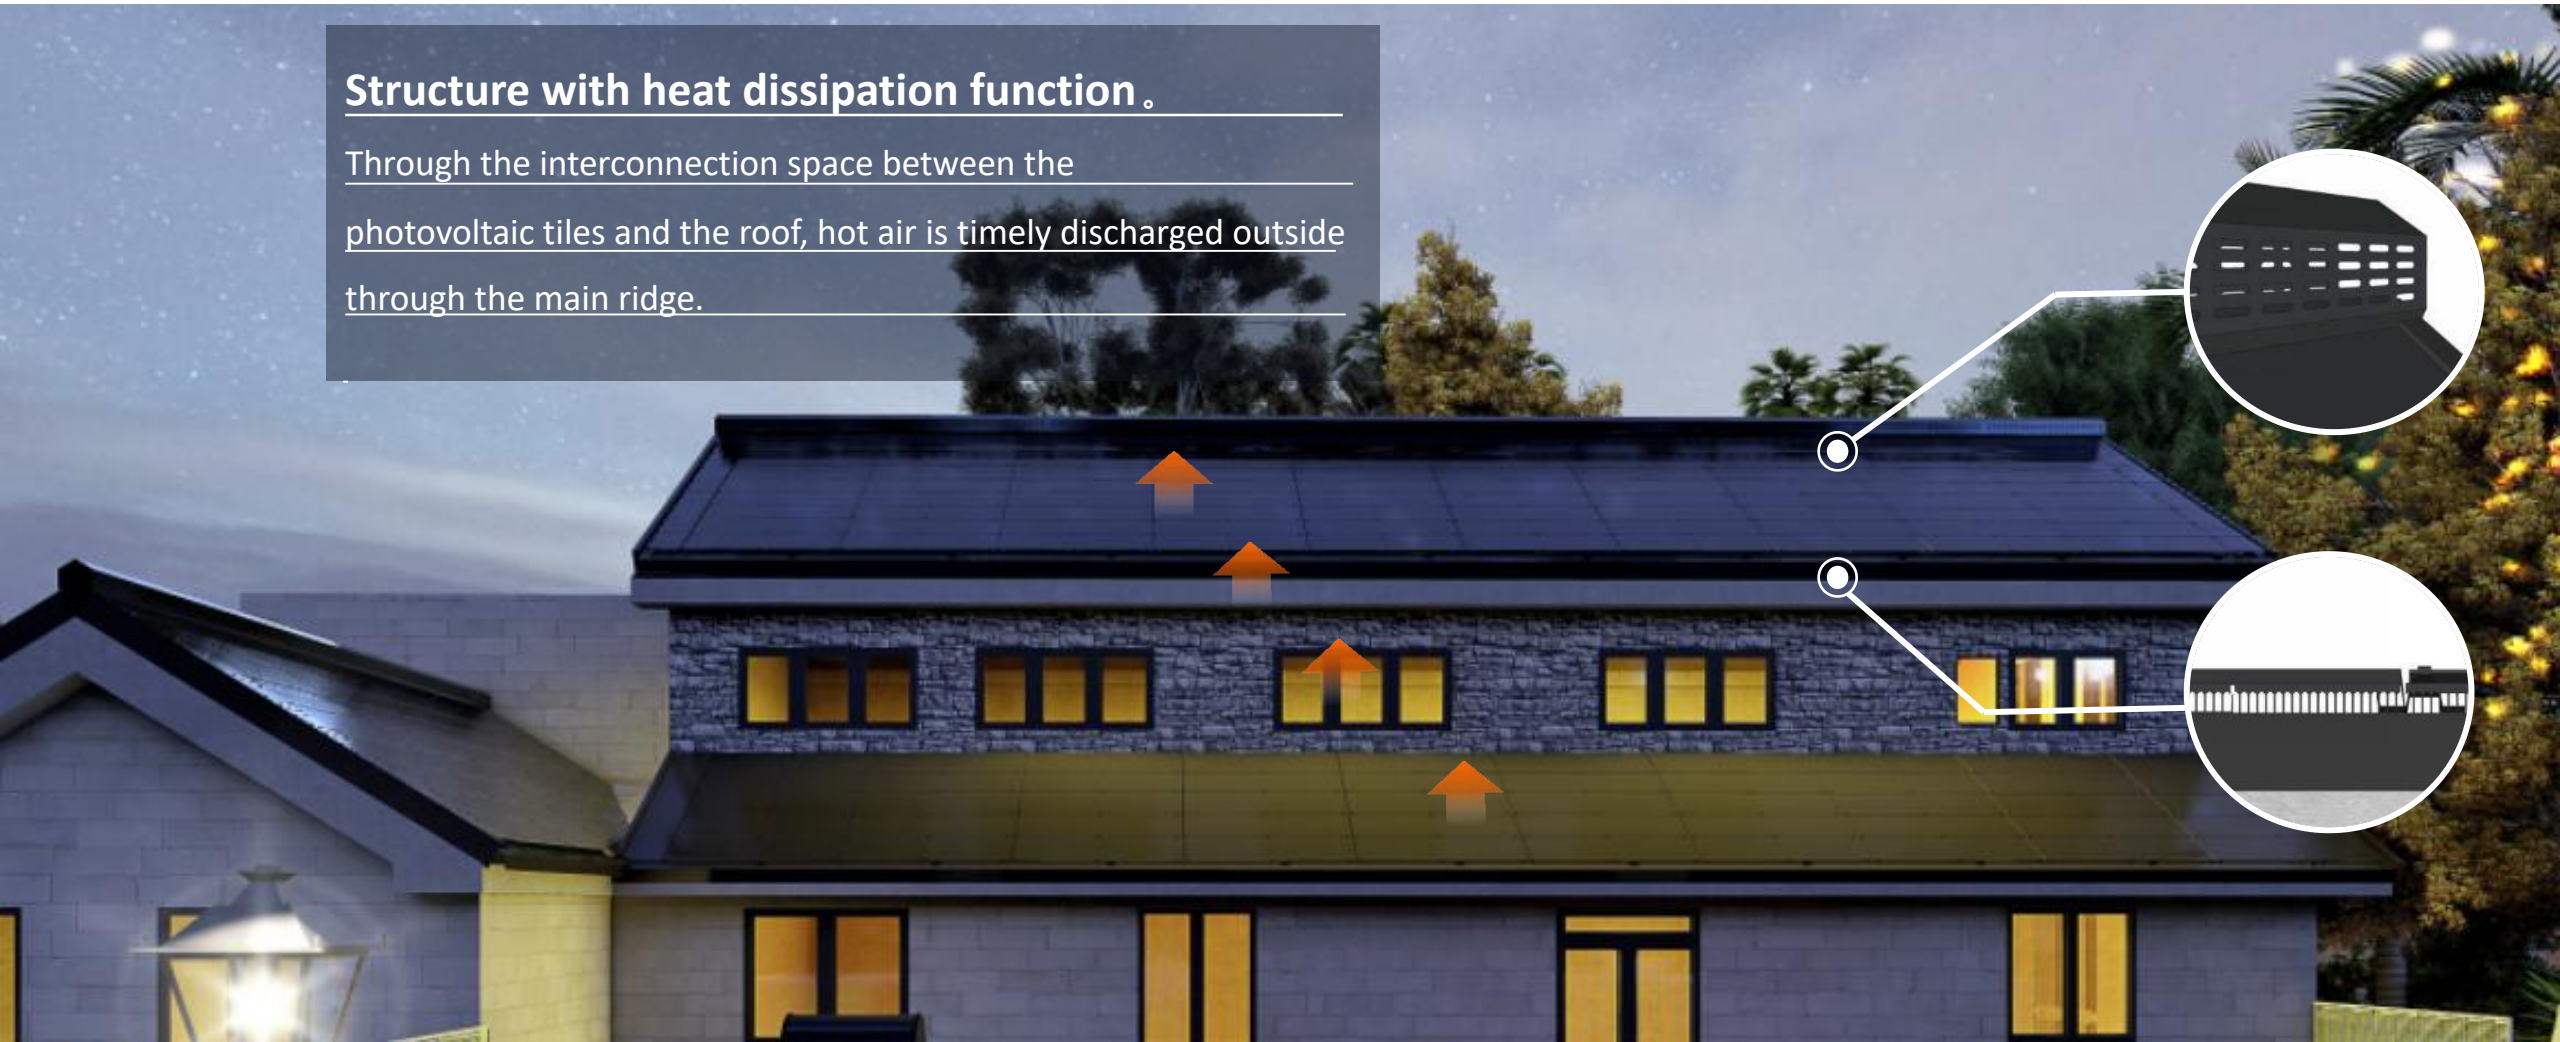 Structure with heat dissipation function。
Through the interconnection space between the
photovoltaic tiles and the roof, hot air is timely discharged outside
through the main ridge.